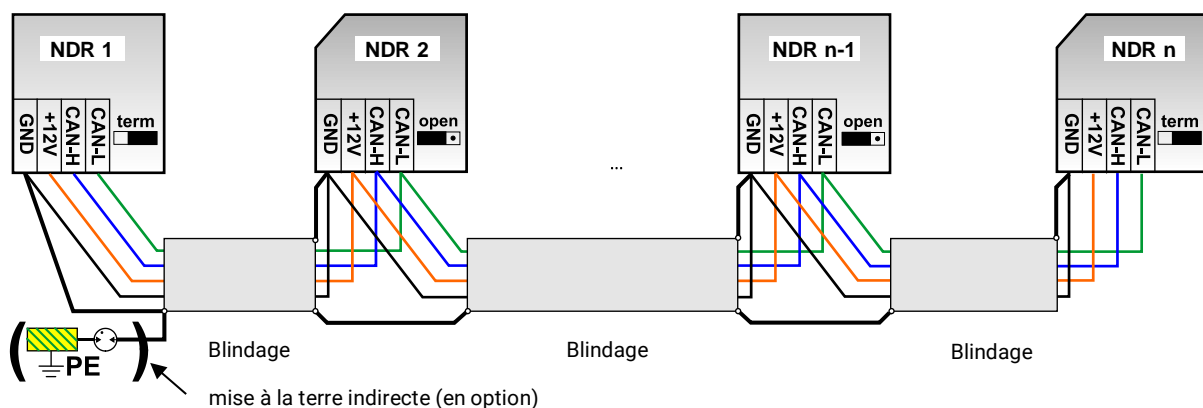 NDR 1
NDR 2
NDR n-1
NDR n
GND
+12V
CAN-H
CAN-L
term
GND
+12V
CAN-H
CAN-L
open
...
GND
+12V
CAN-H
CAN-L
open
GND
+12V
CAN-H
CAN-L
term
( PE )
Blindage
Blindage
Blindage
mise à la terre indirecte (en option)